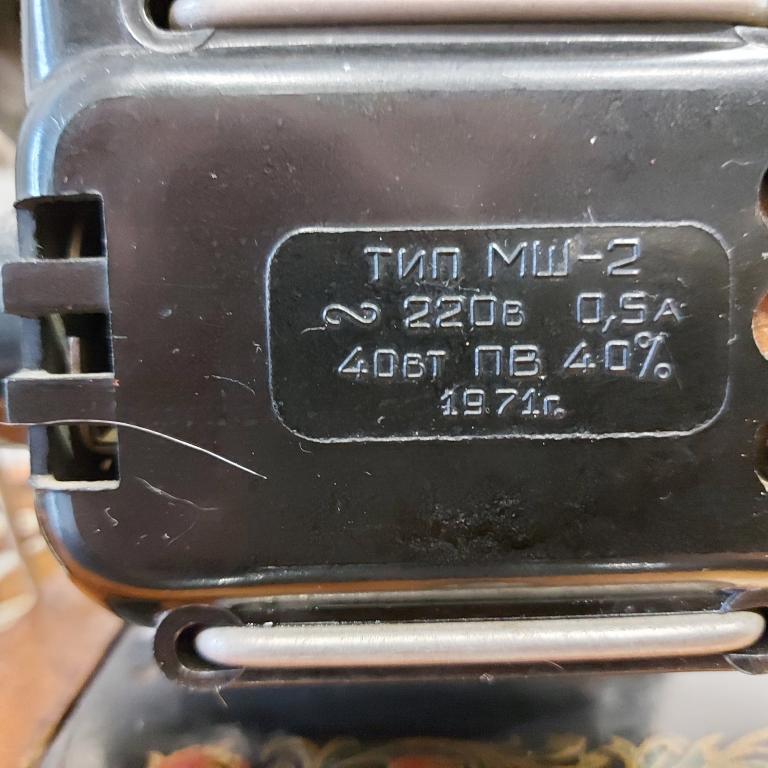 ТИП МШ-2
~ 220В 0,5А
40ВТ ПВ 40%
1971г.